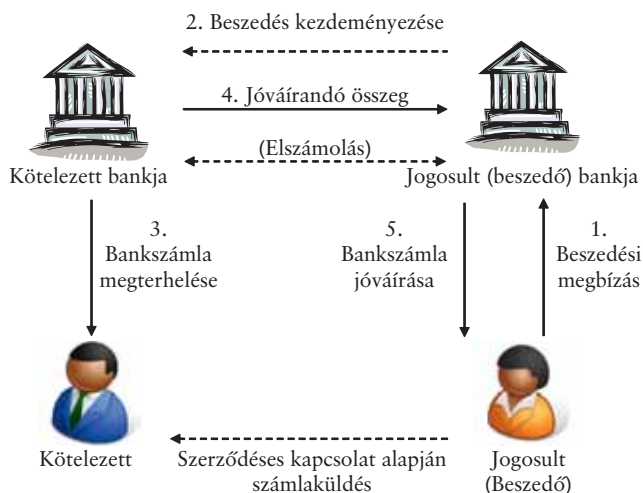 2. Beszedés kezdeményezése
4. Jóváírandó összeg
(Elszámolás)
Kötelezett bankja
Jogosult (beszedő) bankja
3.
Bankszámla
megterhelése
5.
Bankszámla
jóváírása
1.
Beszedési
megbízás
Kötelezett
Szerződéses kapcsolat alapján
számlaküldés
Jogosult
(Beszedő)